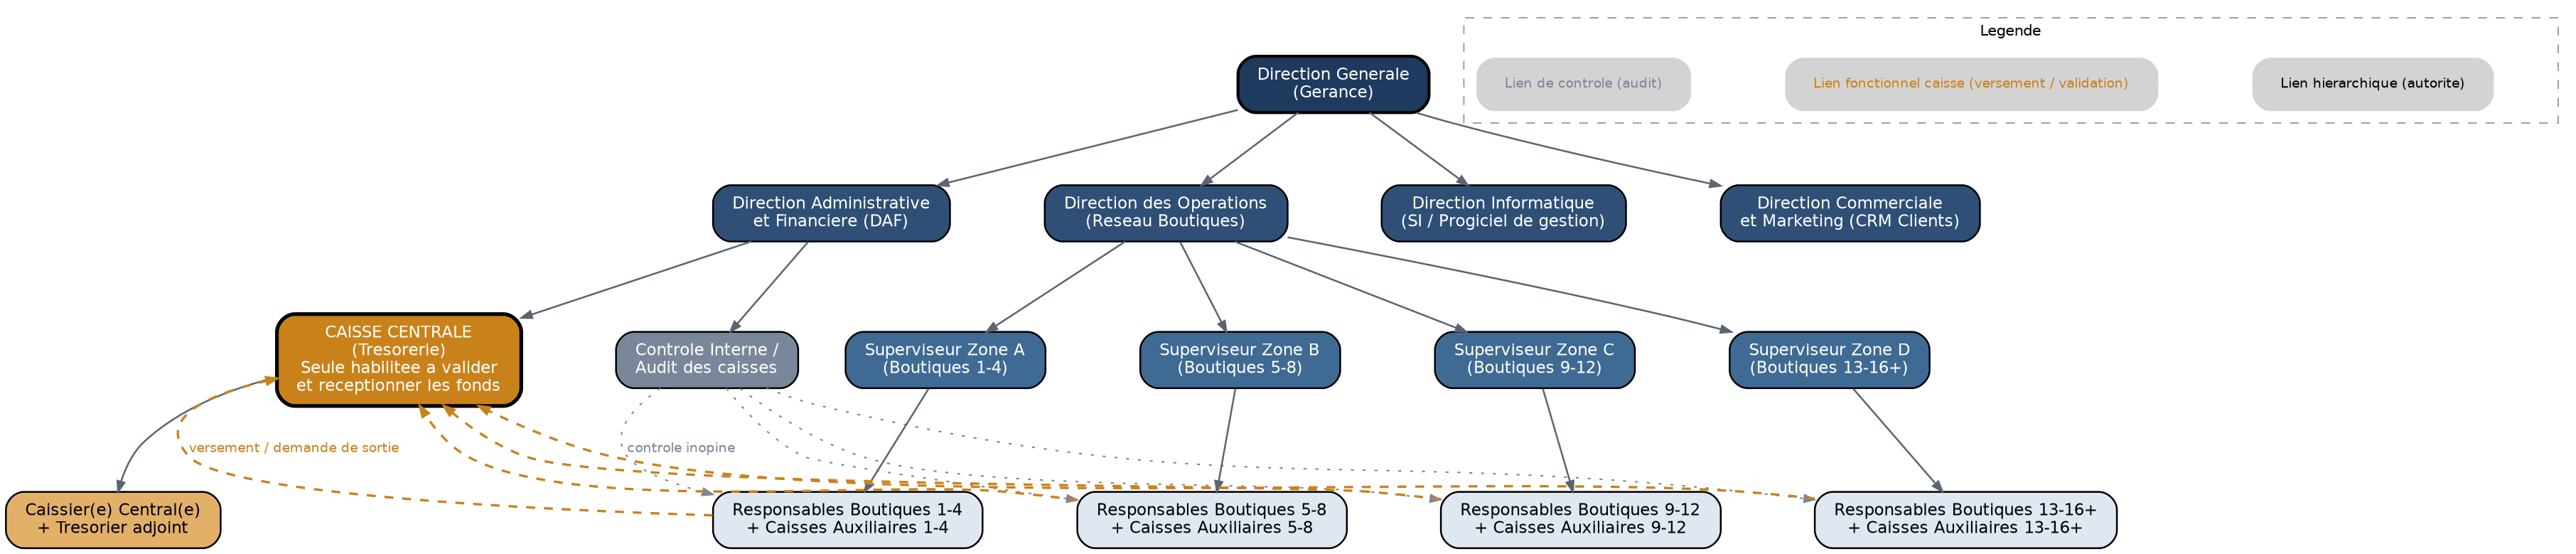 Legende
Direction Generale
(Gerance)
Lien de controle (audit)
Lien fonctionnel caisse (versement / validation)
Lien hierarchique (autorite)
Direction Administrative
et Financiere (DAF)
Direction des Operations
(Reseau Boutiques)
Direction Informatique
(SI / Progiciel de gestion)
Direction Commerciale
et Marketing (CRM Clients)
CAISSE CENTRALE
(Tresorerie)
Seule habilitee a valider
et receptionner les fonds
Controle Interne /
Audit des caisses
Superviseur Zone A
(Boutiques 1-4)
Superviseur Zone B
(Boutiques 5-8)
Superviseur Zone C
(Boutiques 9-12)
Superviseur Zone D
(Boutiques 13-16+)
versement / demande de sortie
controle inopine
Caissier(e) Central(e)
+ Tresorier adjoint
Responsables Boutiques 1-4
+ Caisses Auxiliaires 1-4
Responsables Boutiques 5-8
+ Caisses Auxiliaires 5-8
Responsables Boutiques 9-12
+ Caisses Auxiliaires 9-12
Responsables Boutiques 13-16+
+ Caisses Auxiliaires 13-16+